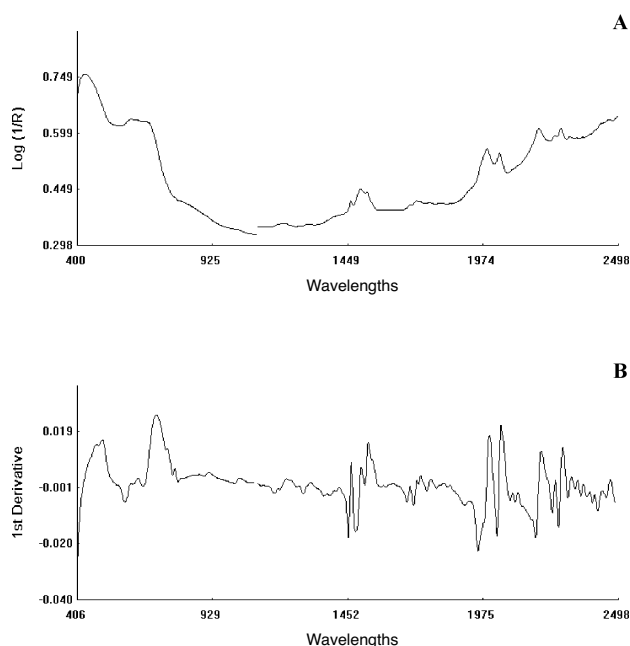 A
Log (1/R)
0.749
0.599
0.449
0.298
400 925 1449 1974 2498
Wavelengths
B
1st Derivative
0.019
-0.001
-0.020
-0.040
406 929 1452 1975 2498
Wavelengths